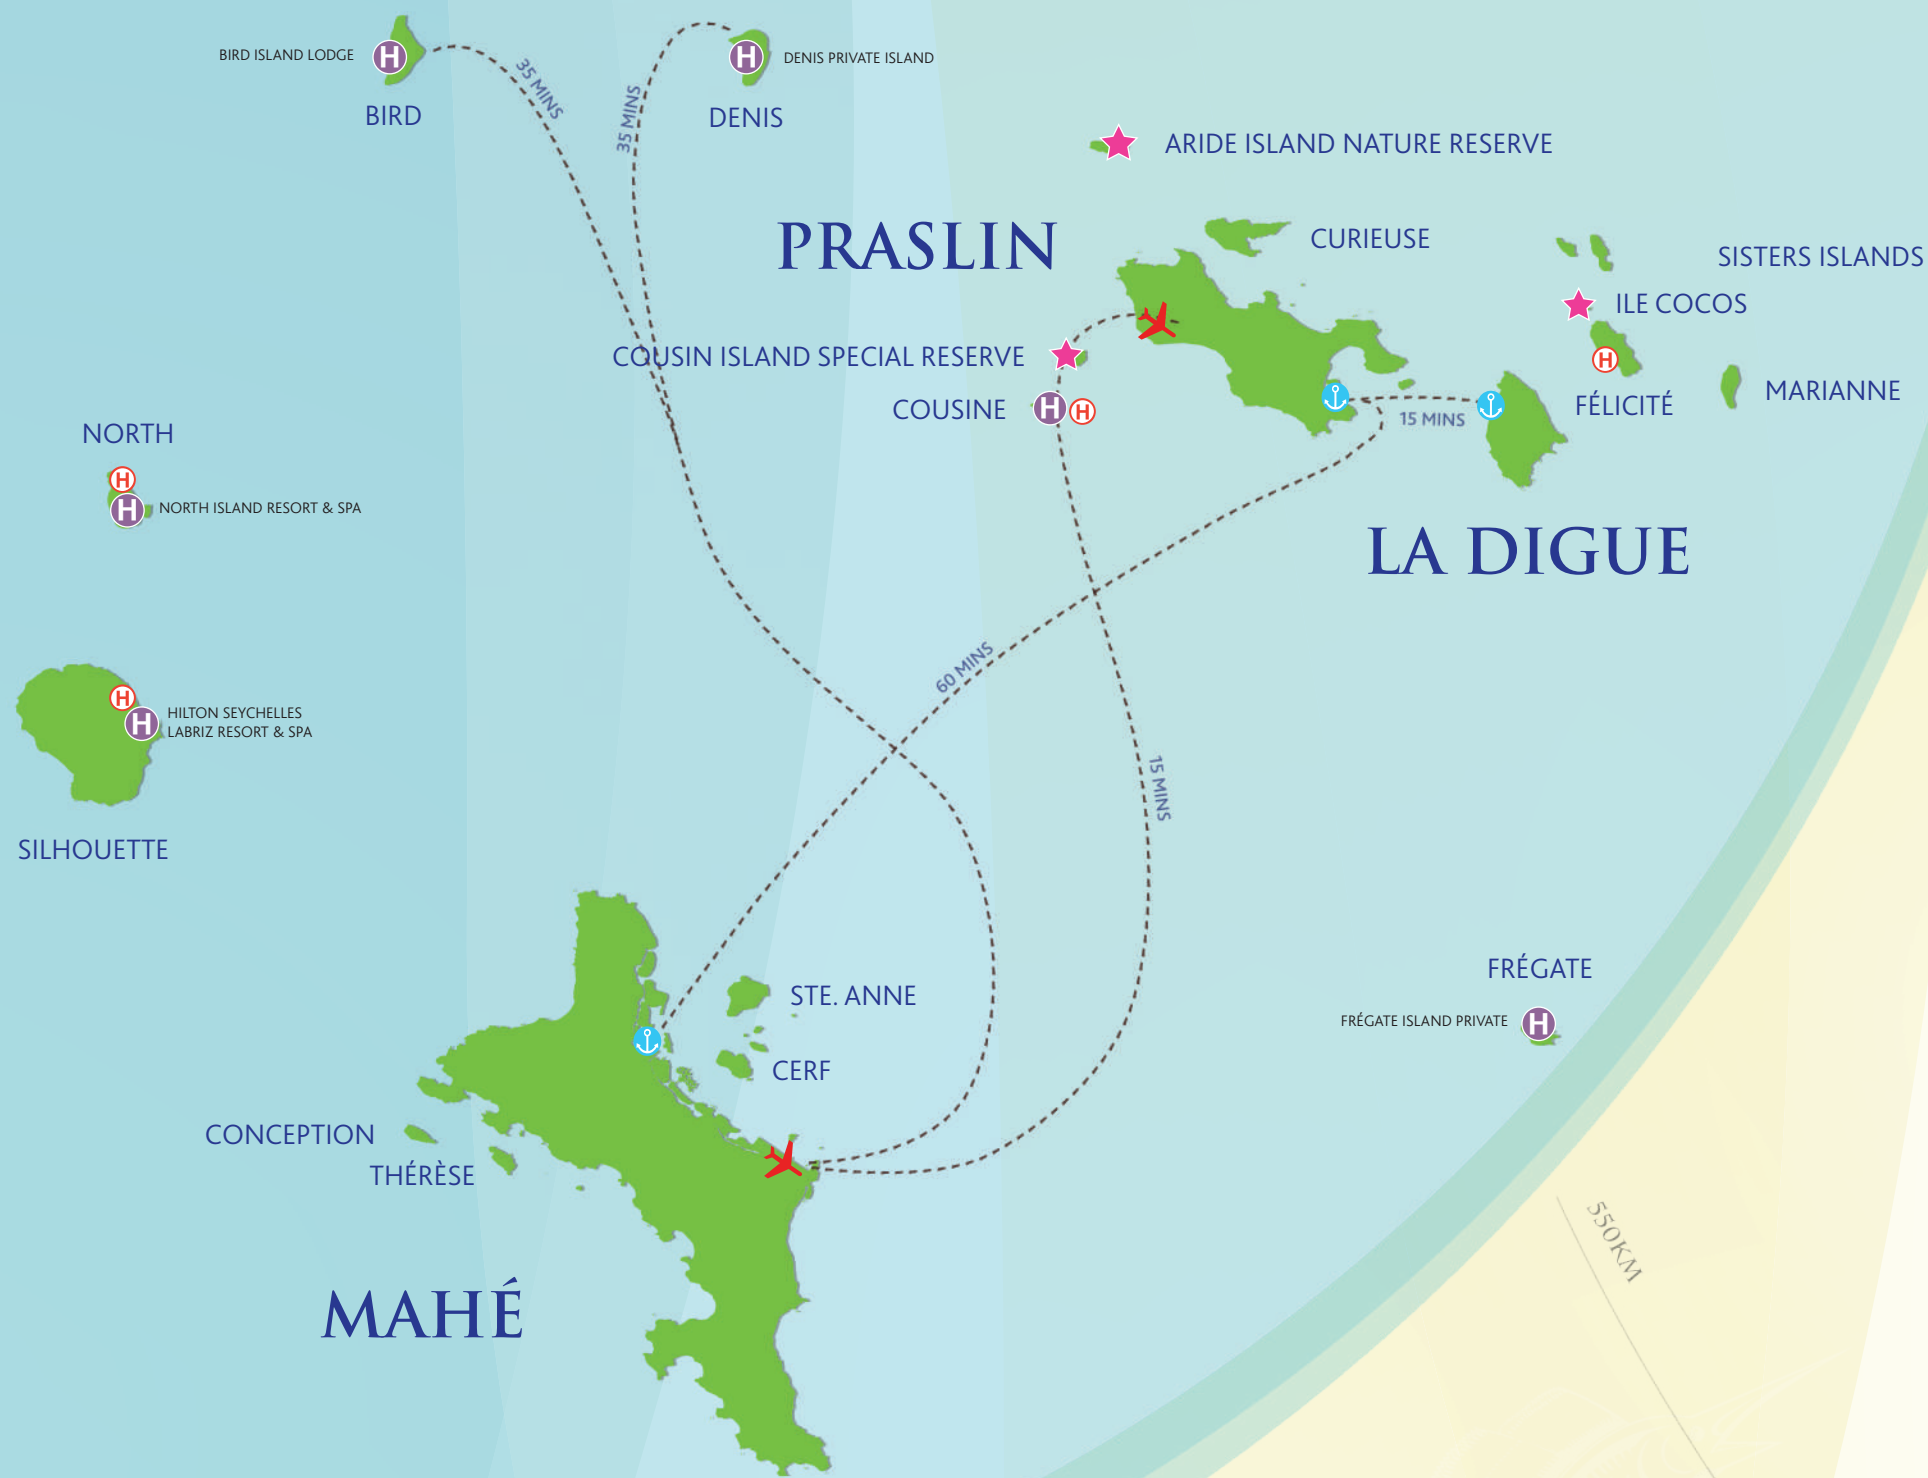 BIRD ISLAND LODGE
H
BIRD
35 MINS
35 MINS
H
DENIS PRIVATE ISLAND
DENIS
ARIDE ISLAND NATURE RESERVE
PRASLIN
CURIEUSE
SISTERS ISLANDS
ILE COCOS
COUSIN ISLAND SPECIAL RESERVE
H
FÉLICITÉ
MARIANNE
COUSINE
H
H
15 MINS
NORTH
H
H
NORTH ISLAND RESORT & SPA
LA DIGUE
60 MINS
H
H
HILTON SEYCHELLES
LABRIZ RESORT & SPA
SILHOUETTE
15 MINS
FRÉGATE
FRÉGATE ISLAND PRIVATE
H
STE. ANNE
CERF
CONCEPTION
THÉRÈSE
MAHÉ
550KM